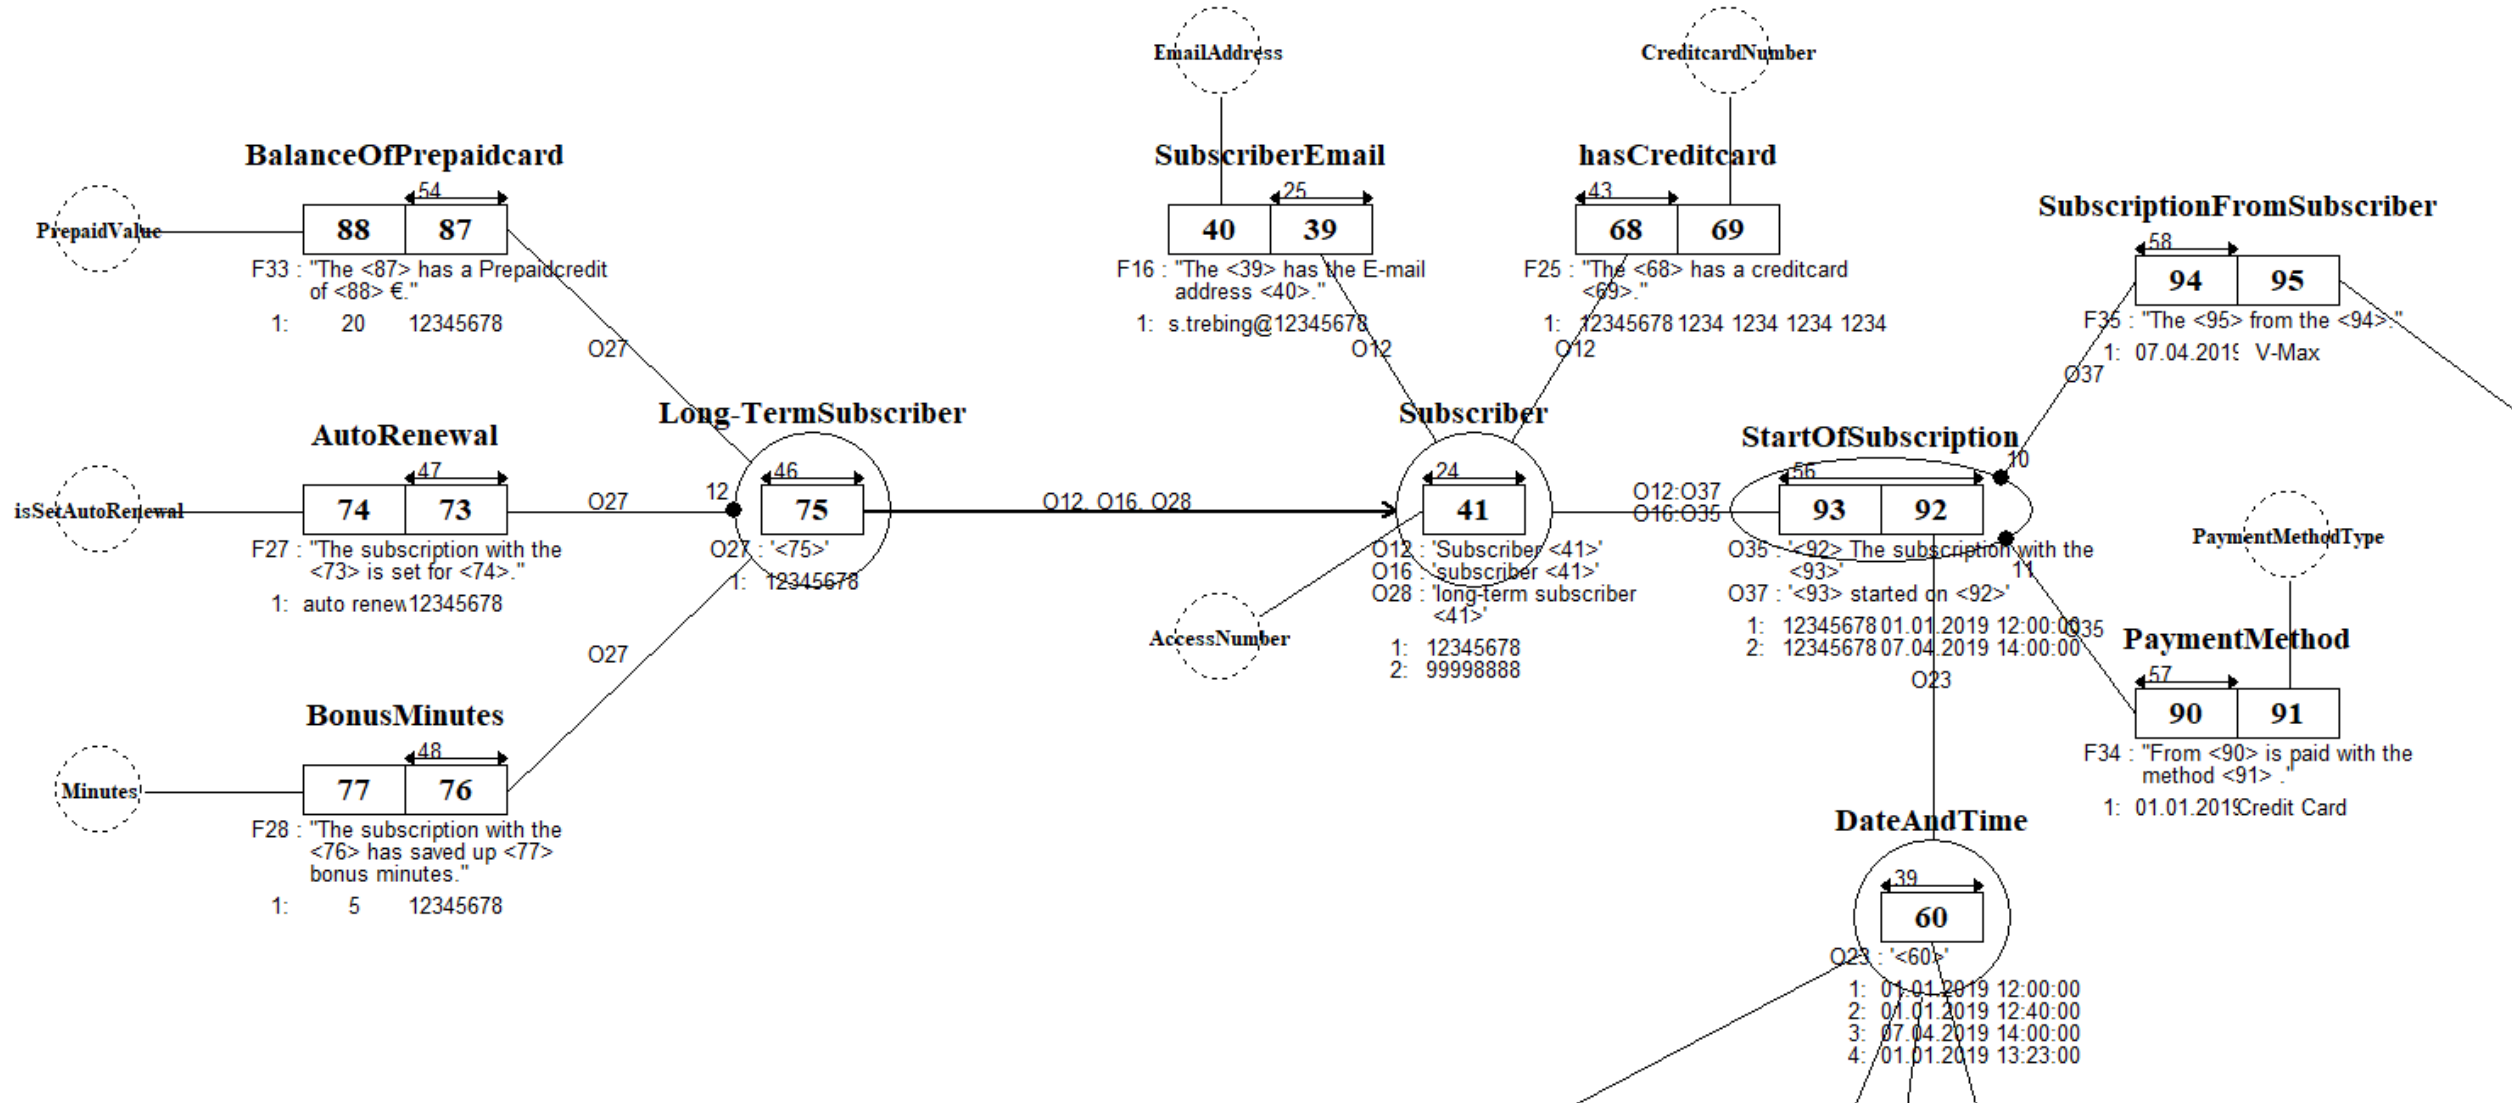 EmailAddress
CreditcardNumber
BalanceOfPrepaidcard
54
PrepaidValue
88 87
F33 : "The <87> has a Prepaidcredit
of <88> €."
1: 20 12345678
O27
SubscriberEmail
25
40 39
F16 : "The <39> has the E-mail
address <40>."
1: s.trebing@12345678
O12
hasCreditcard
43
68 69
F25 : "The <68> has a creditcard
<69>."
1: 12345678 1234 1234 1234 1234
O12
SubscriptionFromSubscriber
58
94 95
F35 : "The <95> from the <94>."
1: 07.04.2019 V-Max
O37
AutoRenewal
47
isSetAutoRenewal
74 73
F27 : "The subscription with the
<73> is set for <74>."
1: auto renew 12345678
O27
Long-TermSubscriber
46
12
75
O27 : '<75>'
1: 12345678
O12, O16, O28
Subscriber
24
41
O12 : 'Subscriber <41>'
O16 : 'subscriber <41>'
O28 : 'long-term subscriber
<41>'
1: 12345678
2: 99998888
AccessNumber
O12:O37
O16:O35
StartOfSubscription
56
10
93 92
11
O35 : '<92> The subscription with the
<93>'
O37 : '<93> started on <92>'
1: 12345678 01.01.2019 12:00:00
2: 12345678 07.04.2019 14:00:00
O35
O23
PaymentMethodType
PaymentMethod
57
90 91
F34 : "From <90> is paid with the
method <91> ."
1: 01.01.2019 Credit Card
O27
BonusMinutes
48
Minutes
77 76
F28 : "The subscription with the
<76> has saved up <77>
bonus minutes."
1: 5 12345678
DateAndTime
39
60
O23 : '<60>'
1: 01.01.2019 12:00:00
2: 01.01.2019 12:40:00
3: 07.04.2019 14:00:00
4: 01.01.2019 13:23:00